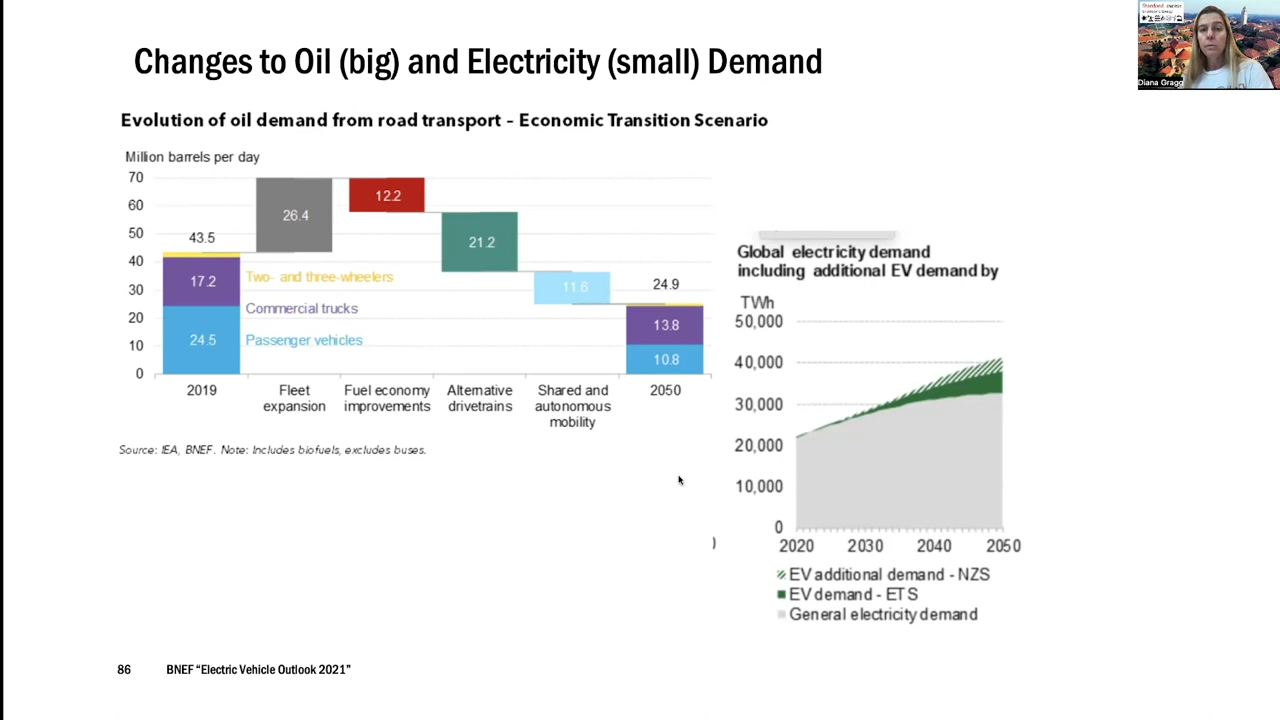 Changes to Oil (big) and Electricity (small) Demand
Stanford
Diana Gragg
Evolution of oil demand from road transport – Economic Transition Scenario
Million barrels per day
70
60
50
40
30
20
10
0
43.5
17.2
24.5
26.4
12.2
21.2
11.6
24.9
13.8
10.8
Two- and three-wheelers
Commercial trucks
Passenger vehicles
2019
Fleet
expansion
Fuel economy
improvements
Alternative
drivetrains
Shared and
autonomous
mobility
2050
Source: IEA, BNEF. Note: Includes biofuels, excludes buses.
Global electricity demand
including additional EV demand by
TWh
50,000
40,000
30,000
20,000
10,000
0
)
2020 2030 2040 2050
EV additional demand - NZS
EV demand - ETS
General electricity demand
86 BNEF “Electric Vehicle Outlook 2021”